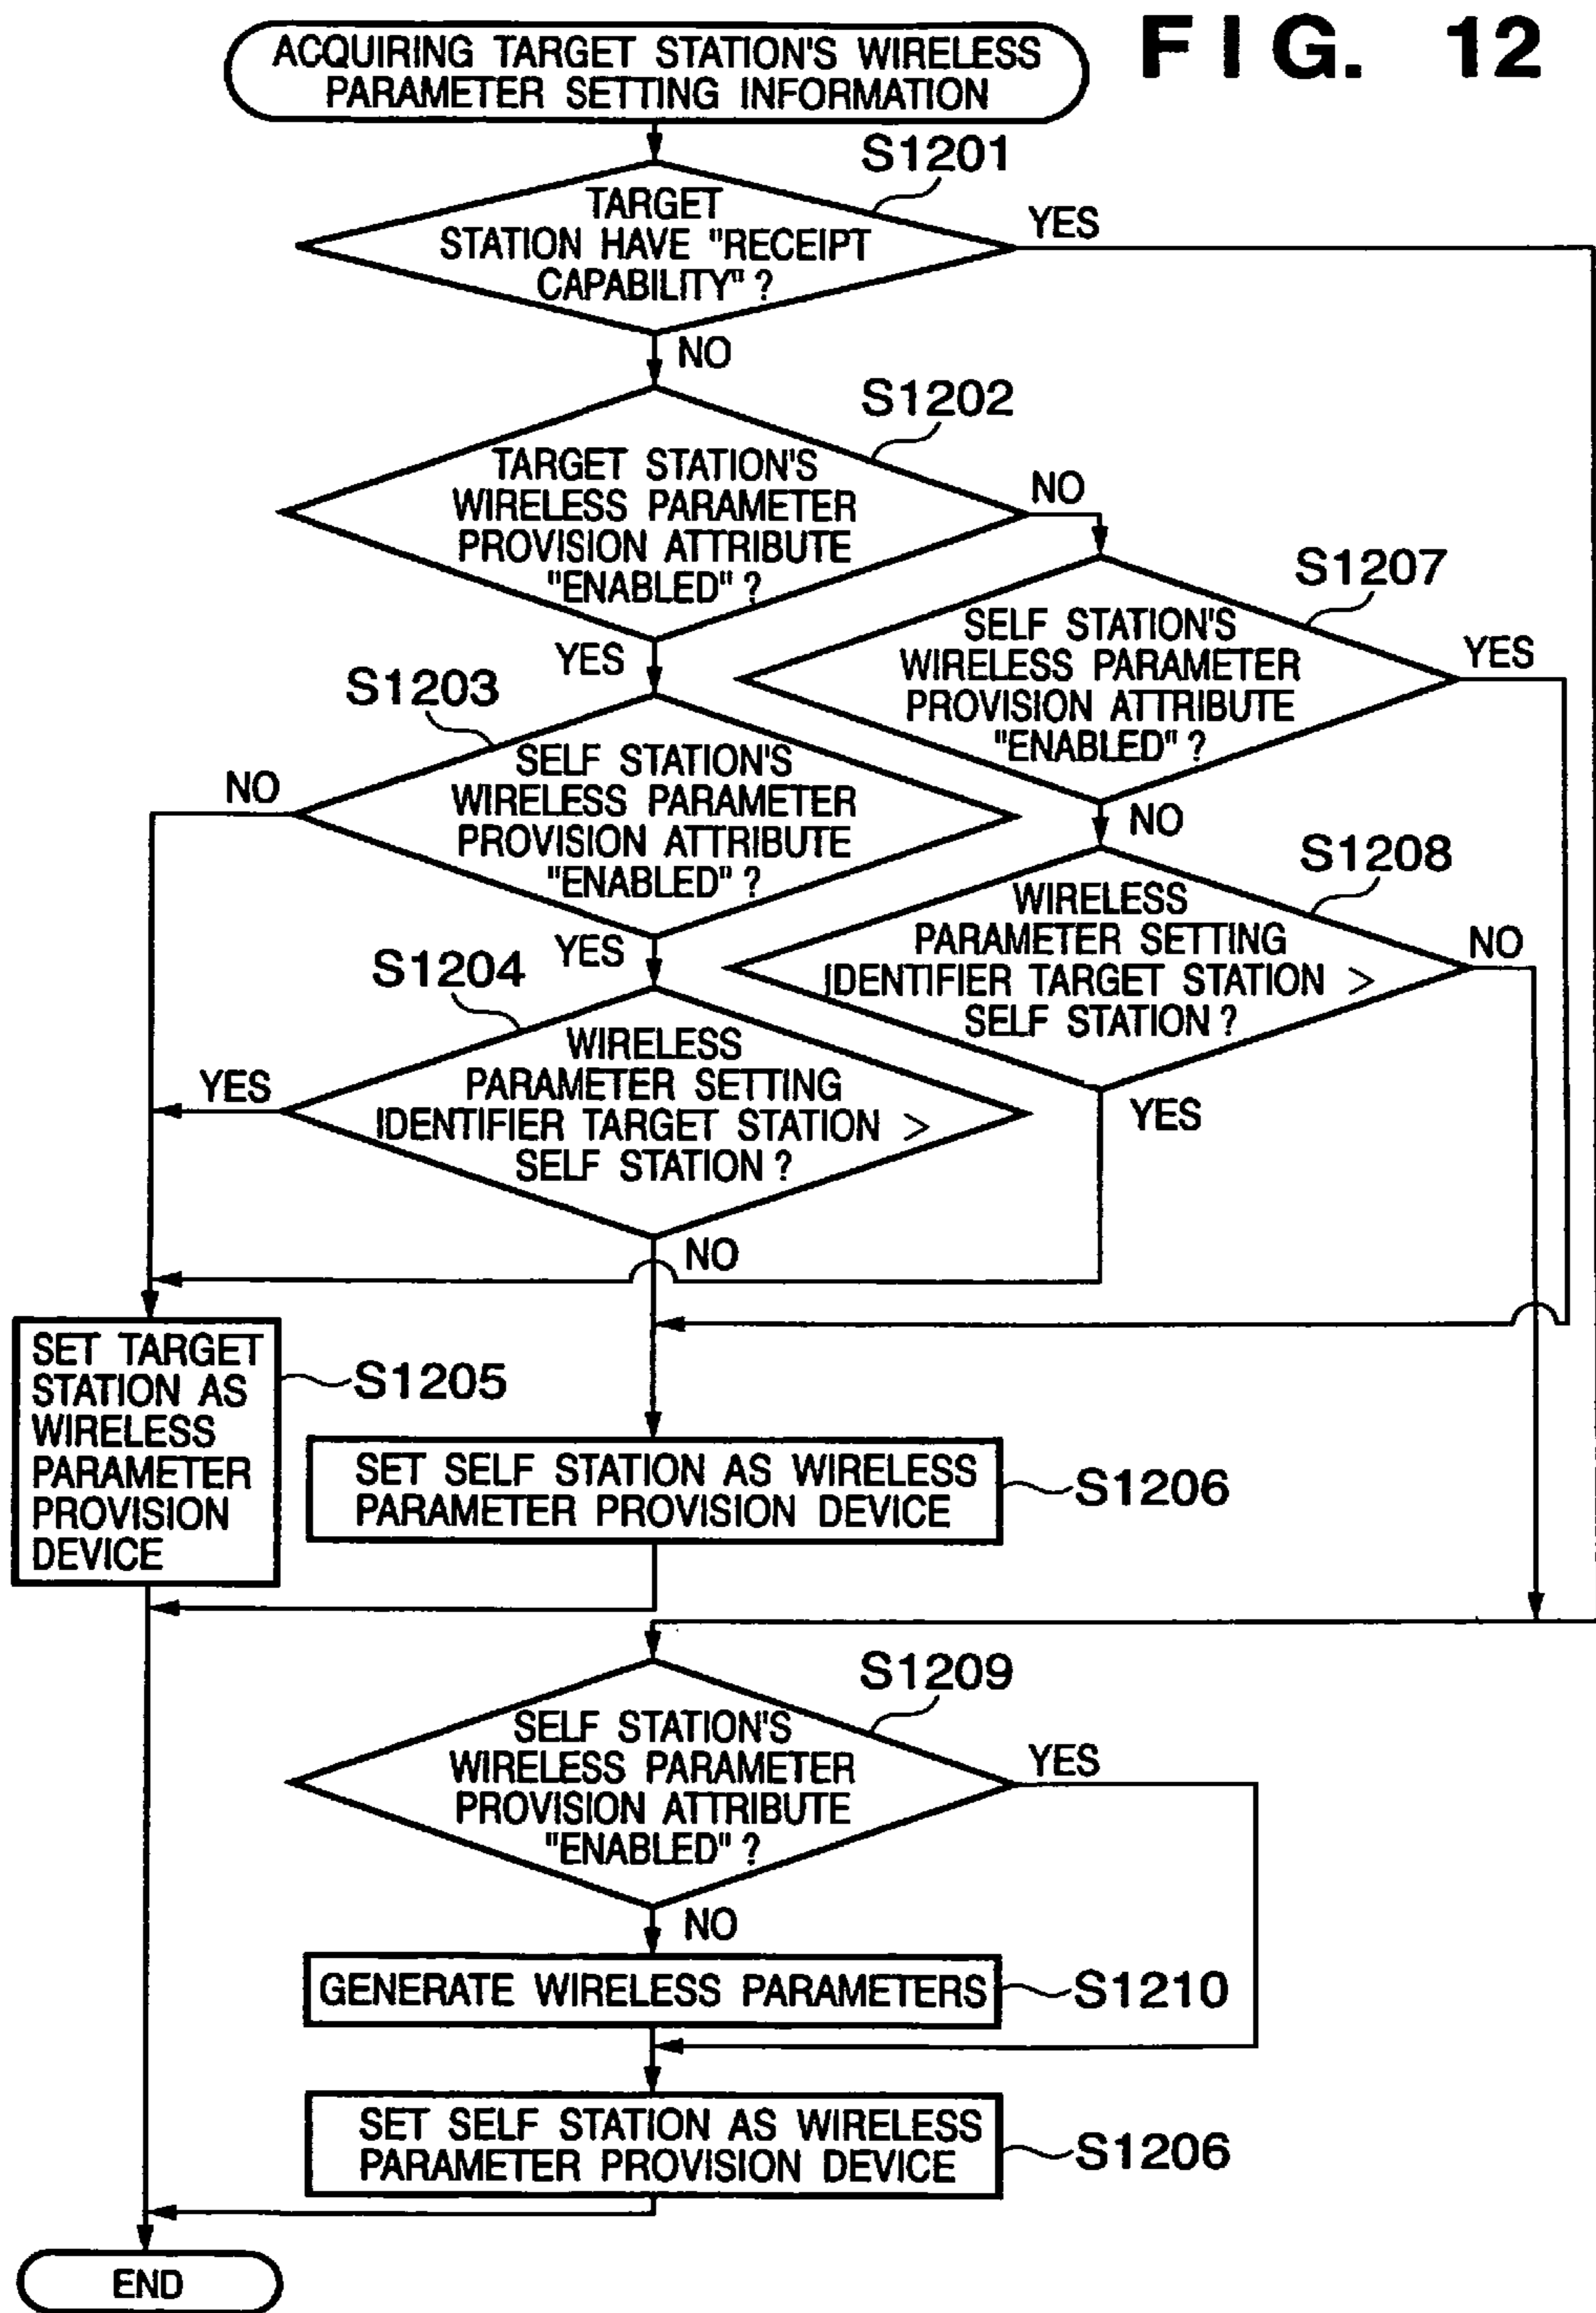 FIG. 12
ACQUIRING TARGET STATION'S WIRELESS
PARAMETER SETTING INFORMATION
S1201
TARGET
STATION HAVE "RECEIPT
CAPABILITY" ?
YES
NO
S1202
TARGET STATION'S
WIRELESS PARAMETER
PROVISION ATTRIBUTE
"ENABLED" ?
NO
YES
S1207
SELF STATION'S
WIRELESS PARAMETER
PROVISION ATTRIBUTE
"ENABLED" ?
YES
NO
S1203
SELF STATION'S
WIRELESS PARAMETER
PROVISION ATTRIBUTE
"ENABLED" ?
NO
YES
S1208
WIRELESS
PARAMETER SETTING
IDENTIFIER TARGET STATION >
SELF STATION ?
NO
YES
S1204
WIRELESS
PARAMETER SETTING
IDENTIFIER TARGET STATION >
SELF STATION ?
YES
NO
SET TARGET
STATION AS
WIRELESS
PARAMETER
PROVISION
DEVICE
S1205
SET SELF STATION AS WIRELESS
PARAMETER PROVISION DEVICE
S1206
S1209
SELF STATION'S
WIRELESS PARAMETER
PROVISION ATTRIBUTE
"ENABLED" ?
YES
NO
GENERATE WIRELESS PARAMETERS
S1210
SET SELF STATION AS WIRELESS
PARAMETER PROVISION DEVICE
S1206
END